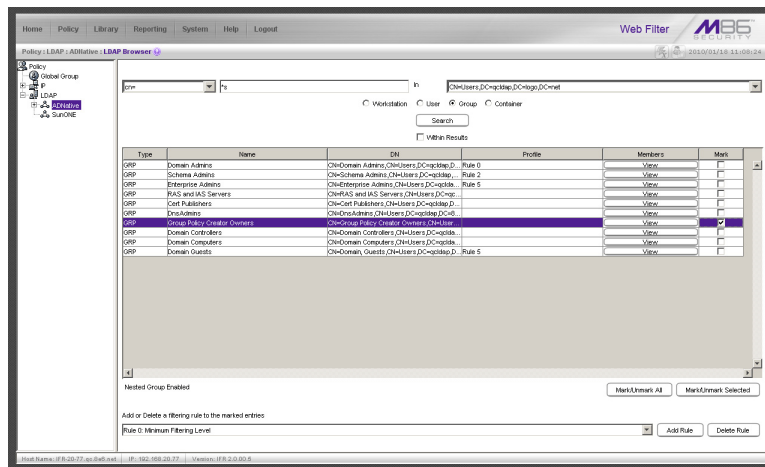 Home Policy Library Reporting System Help Logout
Web Filter
M86
SECURITY
Policy : LDAP : ADNative : LDAP Browser
2010/01/18 11:08:24
Policy
Global Group
IP
LDAP
ADNative
SunONE
cn= *s In CN=Users,DC=qcldap,DC=logo,DC=net
Workstation User Group Container
Search
Within Results
Type Name DN Profile Members Mark
GRP Domain Admins CN=Domain Admins,CN=Users,DC=qcldap,D... Rule 0 View
GRP Schema Admins CN=Schema Admins,CN=Users,DC=qcldap,... Rule 2 View
GRP Enterprise Admins CN=Enterprise Admins,CN=Users,DC=qclda... Rule 5 View
GRP RAS and IAS Servers CN=RAS and IAS Servers,CN=Users,DC=qc... View
GRP Cert Publishers CN=Cert Publishers,CN=Users,DC=qcldap,D... View
GRP DnsAdmins CN=DnsAdmins,CN=Users,DC=qcldap,DC=8... View
GRP Group Policy Creator Owners CN=Group Policy Creator Owners,CN=User... View
GRP Domain Controllers CN=Domain Controllers,CN=Users,DC=qclda... View
GRP Domain Computers CN=Domain Computers,CN=Users,DC=qclda... View
GRP Domain Guests CN=Domain, Guests,CN=Users,DC=qcldap,D... Rule 5 View
Nested Group Enabled
Mark/Unmark All Mark/Unmark Selected
Add or Delete a filtering rule to the marked entries
Rule 0: Minimum Filtering Level Add Rule Delete Rule
Host Name: IFR-20-77.qc.8e6.net IP: 192.168.20.77 Version: IFR 2.0.00.5